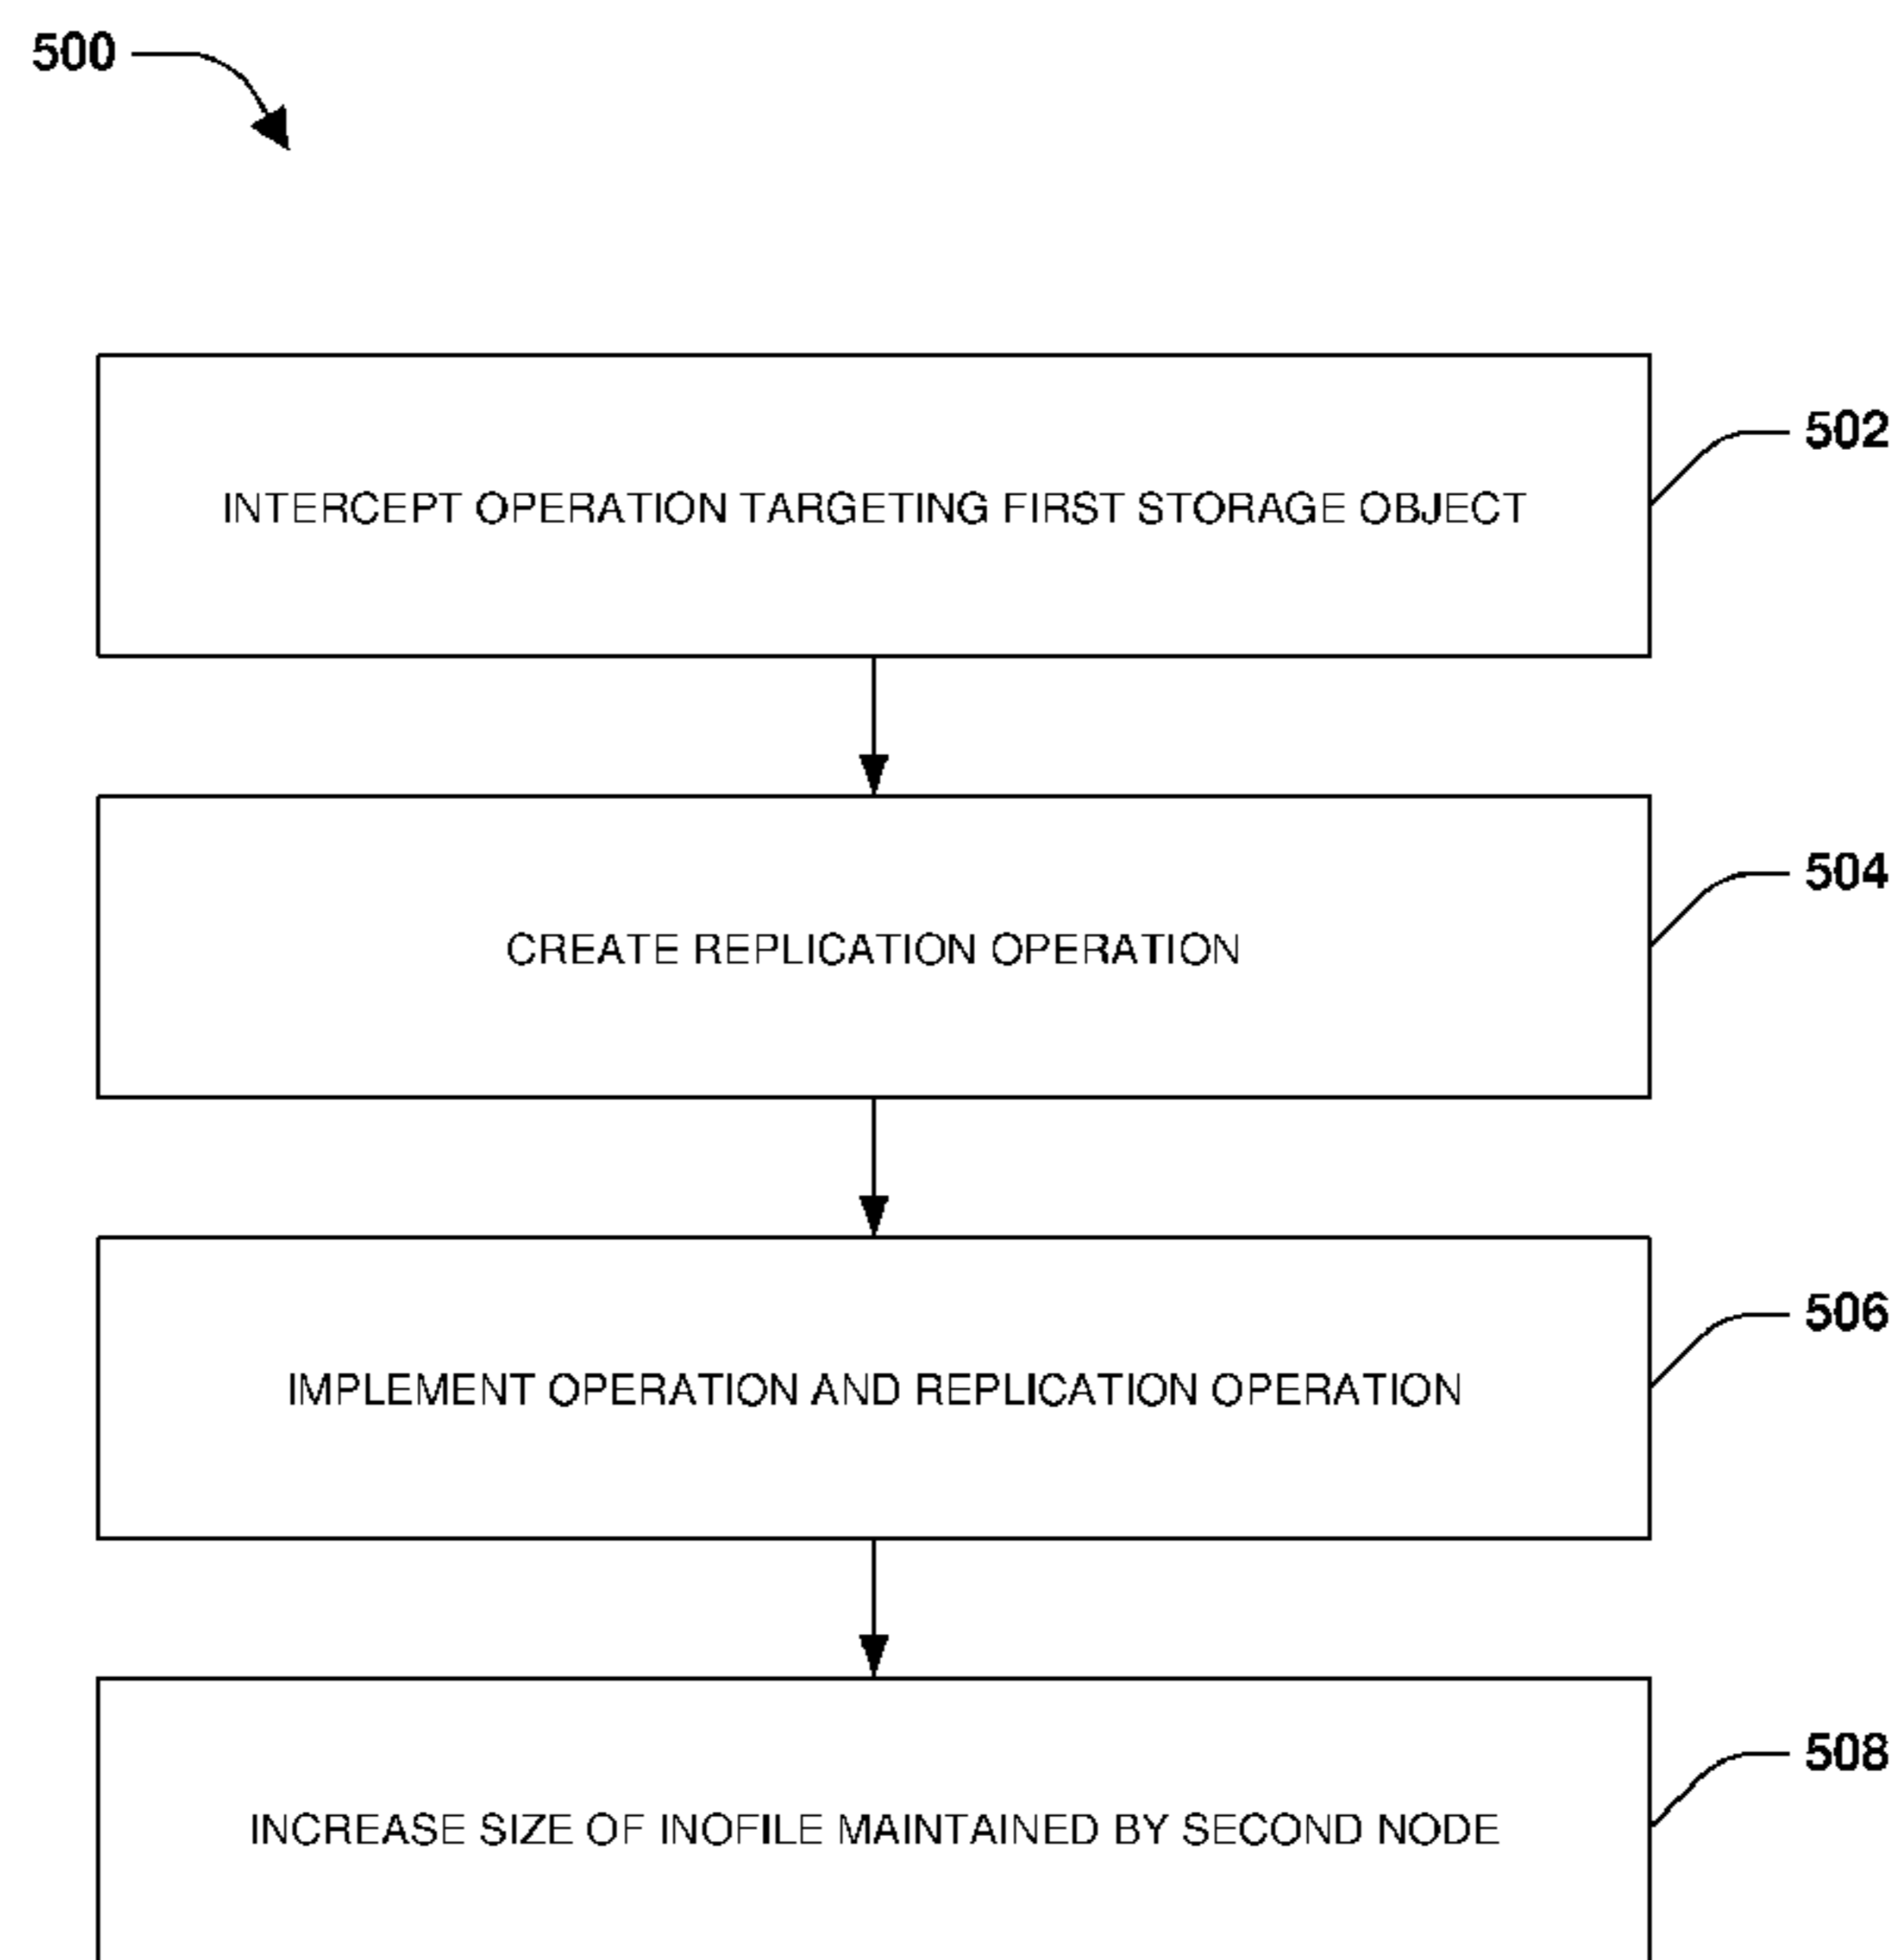 500
INTERCEPT OPERATION TARGETING FIRST STORAGE OBJECT
502
CREATE REPLICATION OPERATION
504
IMPLEMENT OPERATION AND REPLICATION OPERATION
506
INCREASE SIZE OF INOFILE MAINTAINED BY SECOND NODE
508